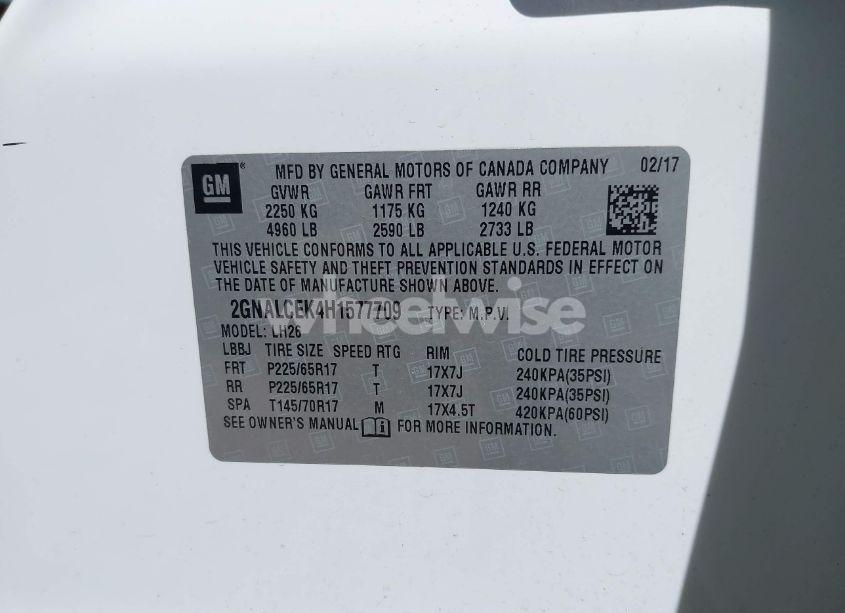 GM
MFD BY GENERAL MOTORS OF CANADA COMPANY 02/17
GVWR GAWR FRT GAWR RR
2250 KG 1175 KG 1240 KG
4960 LB 2590 LB 2733 LB
THIS VEHICLE CONFORMS TO ALL APPLICABLE U.S. FEDERAL MOTOR
VEHICLE SAFETY AND THEFT PREVENTION STANDARDS IN EFFECT ON
THE DATE OF MANUFACTURE SHOWN ABOVE.
2GNALCEK4H1577709 TYPE: M.P.V.
wheelwise
MODEL: LH26
LBBJ TIRE SIZE SPEED RTG RIM COLD TIRE PRESSURE
FRT P225/65R17 T 17X7J 240KPA(35PSI)
RR P225/65R17 T 17X7J 240KPA(35PSI)
SPA T145/70R17 M 17X4.5T 420KPA(60PSI)
SEE OWNER'S MANUAL FOR MORE INFORMATION.